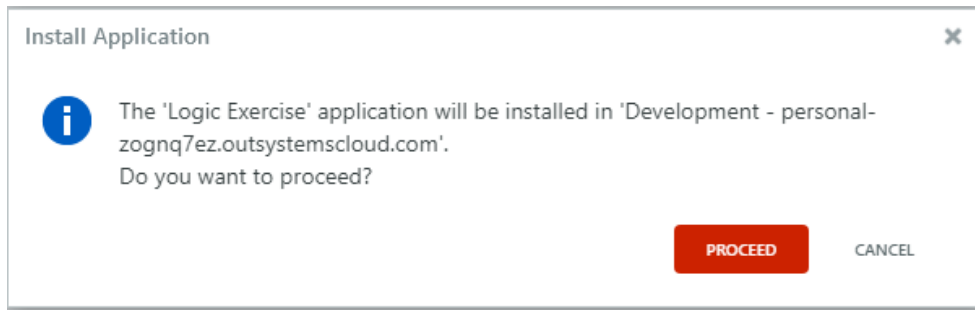 Install Application
The 'Logic Exercise' application will be installed in 'Development - personal-
zognq7ez.outsystemscloud.com'.
Do you want to proceed?
PROCEED CANCEL